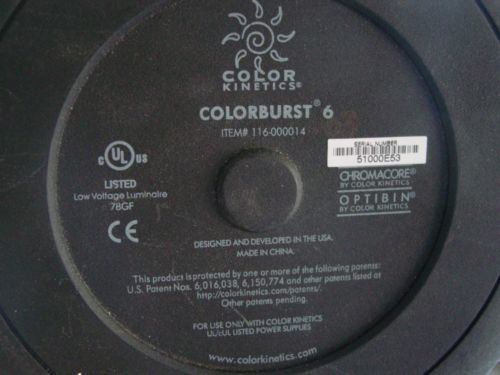 COLOR
KINETICS®
COLORBURST® 6
ITEM# 116-000014
SERIAL NUMBER
51000E53
C UL® US
LISTED
Low Voltage Luminaire
78GF
CE
CHROMACORE®
BY COLOR KINETICS
OPTIBIN®
BY COLOR KINETICS
DESIGNED AND DEVELOPED IN THE USA.
MADE IN CHINA.
This product is protected by one or more of the following patents:
U.S. Patent Nos. 6,016,038, 6,150,774 and other patents listed at
http://colorkinetics.com/patents/.
Other patents pending.
FOR USE ONLY WITH COLOR KINETICS
UL/cUL LISTED POWER SUPPLIES
www.colorkinetics.com